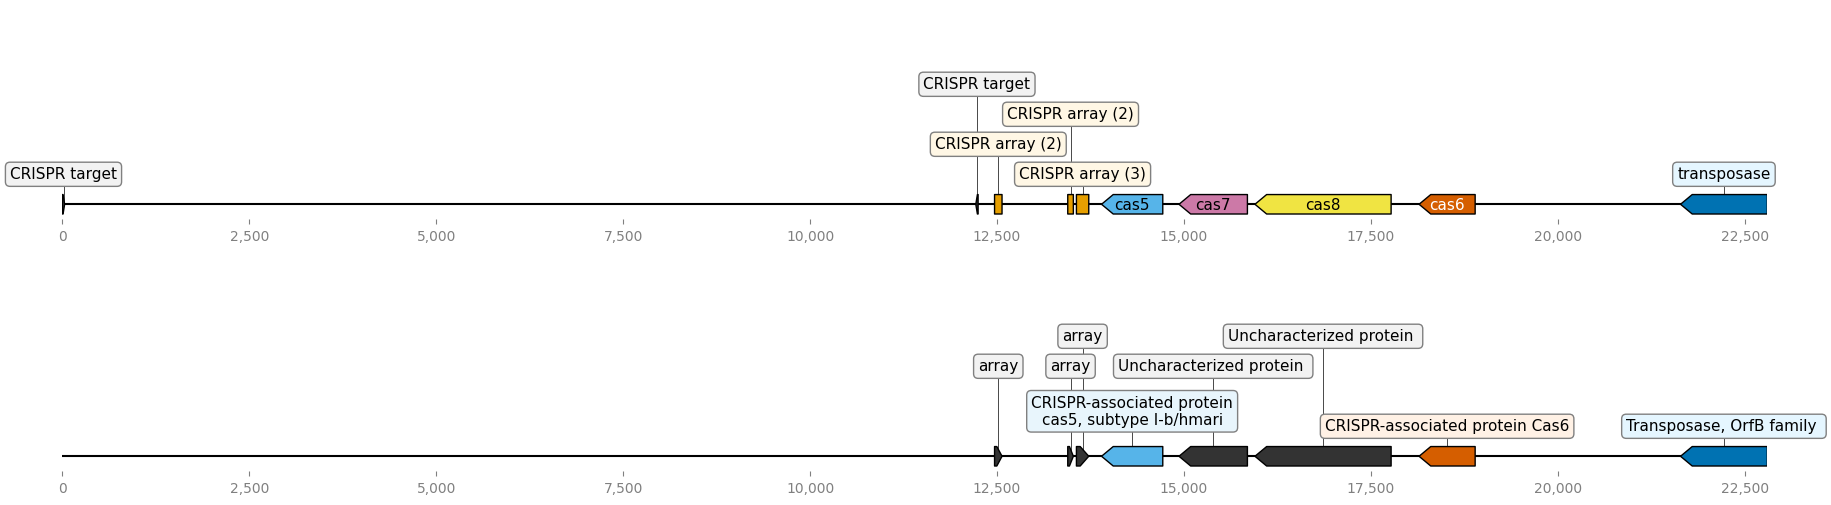 CRISPR target
CRISPR array (2)
CRISPR array (2)
CRISPR target
CRISPR array (3)
transposase
cas5
cas7
cas8
cas6
0
2,500
5,000
7,500
10,000
12,500
15,000
17,500
20,000
22,500
array
Uncharacterized protein
array
array
Uncharacterized protein
CRISPR-associated protein
cas5, subtype I-b/hmari
CRISPR-associated protein Cas6
Transposase, OrfB family
0
2,500
5,000
7,500
10,000
12,500
15,000
17,500
20,000
22,500